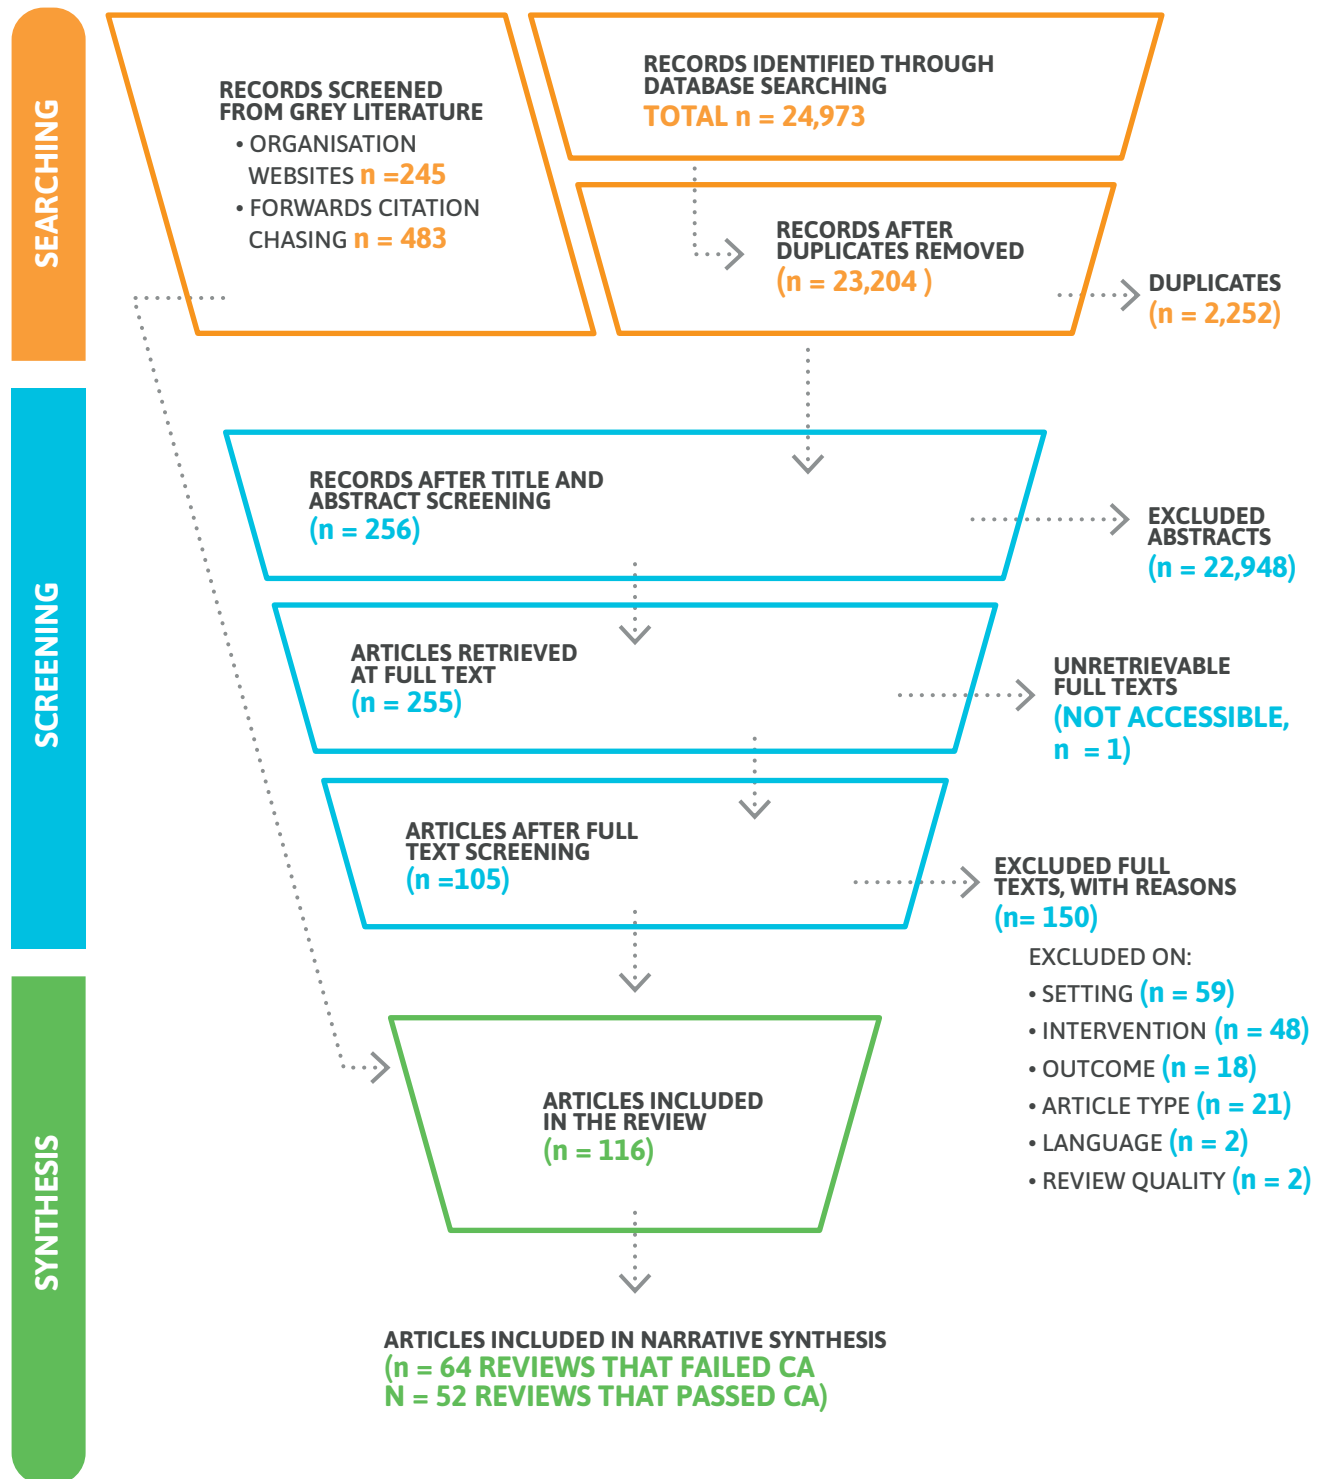 SEARCHING
RECORDS SCREENED
FROM GREY LITERATURE
• ORGANISATION
WEBSITES n =245
• FORWARDS CITATION
CHASING n = 483
RECORDS IDENTIFIED THROUGH
DATABASE SEARCHING
TOTAL n = 24,973
RECORDS AFTER
DUPLICATES REMOVED
(n = 23,204 )
DUPLICATES
(n = 2,252)
SCREENING
RECORDS AFTER TITLE AND
ABSTRACT SCREENING
(n = 256)
EXCLUDED
ABSTRACTS
(n = 22,948)
ARTICLES RETRIEVED
AT FULL TEXT
(n = 255)
UNRETRIEVABLE
FULL TEXTS
(NOT ACCESSIBLE,
n = 1)
ARTICLES AFTER FULL
TEXT SCREENING
(n =105)
EXCLUDED FULL
TEXTS, WITH REASONS
(n= 150)
EXCLUDED ON:
• SETTING (n = 59)
• INTERVENTION (n = 48)
• OUTCOME (n = 18)
• ARTICLE TYPE (n = 21)
• LANGUAGE (n = 2)
• REVIEW QUALITY (n = 2)
SYNTHESIS
ARTICLES INCLUDED
IN THE REVIEW
(n = 116)
ARTICLES INCLUDED IN NARRATIVE SYNTHESIS
(n = 64 REVIEWS THAT FAILED CA
N = 52 REVIEWS THAT PASSED CA)